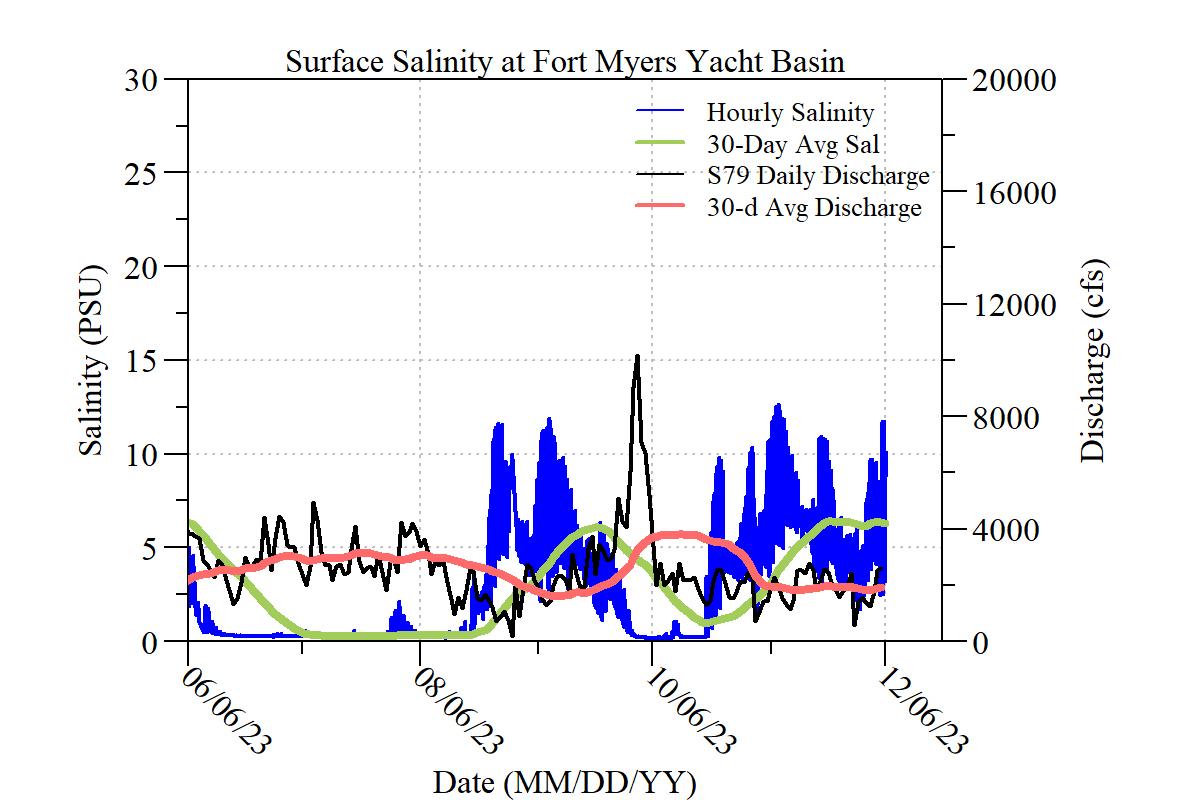 Surface Salinity at Fort Myers Yacht Basin
Hourly Salinity
30-Day Avg Sal
S79 Daily Discharge
30-d Avg Discharge
30
25
20
15
10
5
0
Salinity (PSU)
20000
16000
12000
8000
4000
0
Discharge (cfs)
06/06/23
08/06/23
10/06/23
12/06/23
Date (MM/DD/YY)